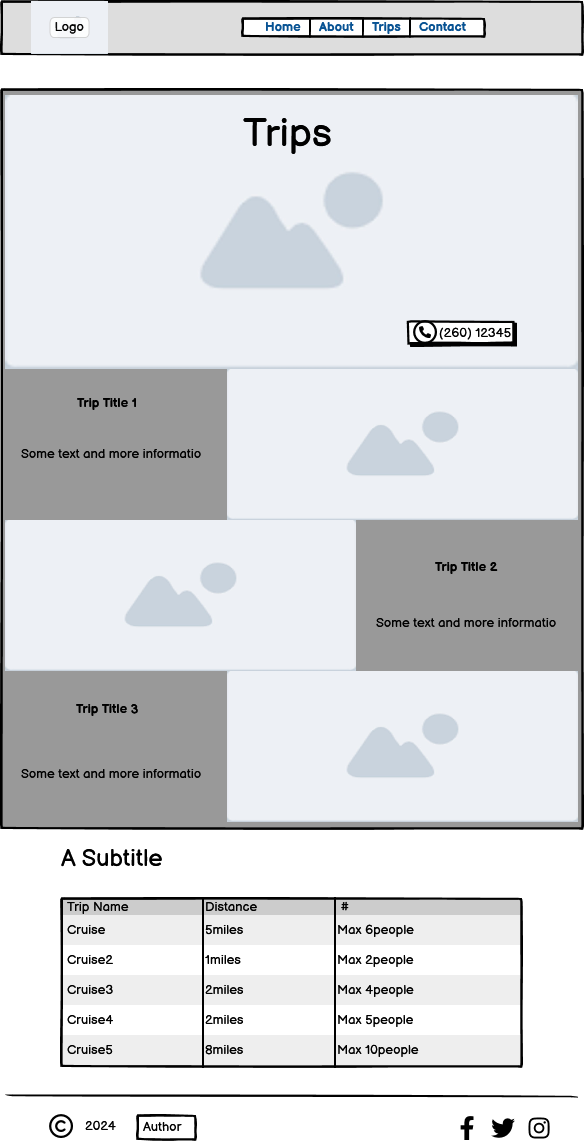 Logo
Home About Trips Contact
Trips
(260) 12345
Trip Title 1
Some text and more informatio
Trip Title 2
Some text and more informatio
Trip Title 3
Some text and more informatio
A Subtitle
Trip Name Distance #
Cruise 5miles Max 6people
Cruise2 1miles Max 2people
Cruise3 2miles Max 4people
Cruise4 2miles Max 5people
Cruise5 8miles Max 10people
© 2024 Author